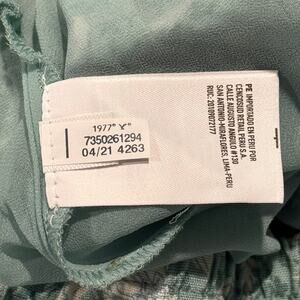 1977" X"
7350261294
04/21 4263
PE IMPORTADO EN PERU POR
CENCOSUD RETAIL PERU S.A.
CALLE AUGUSTO ANGULO #130
SAN ANTONIO-MIRAFLORES, LIMA-PERU
RUC: 20109072177